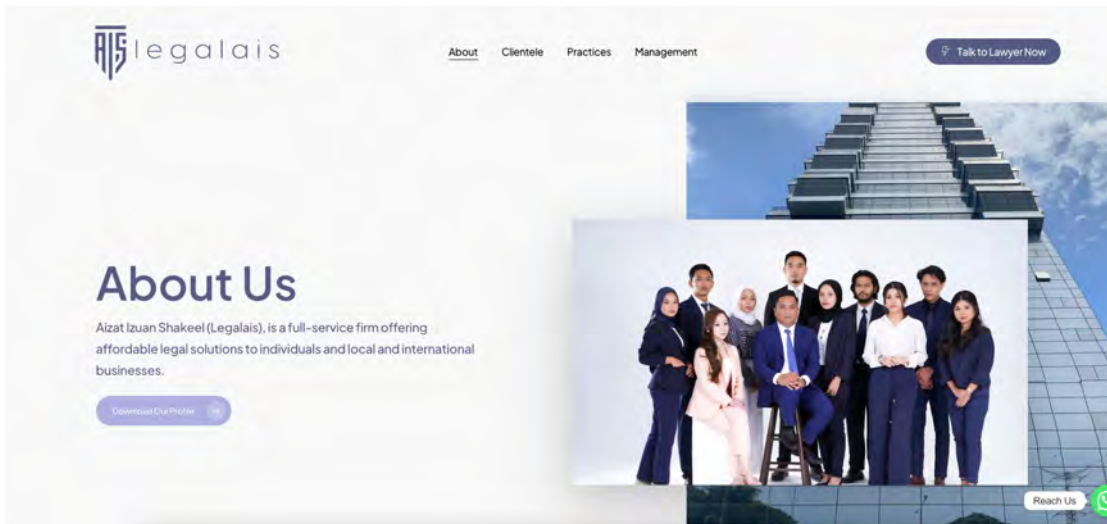 AIS legalais
About Clientele Practices Management
Talk to Lawyer Now
About Us
Aizat Izuan Shakeel (Legalais), is a full-service firm offering
affordable legal solutions to individuals and local and international
businesses.
Download Our Profile
Reach Us